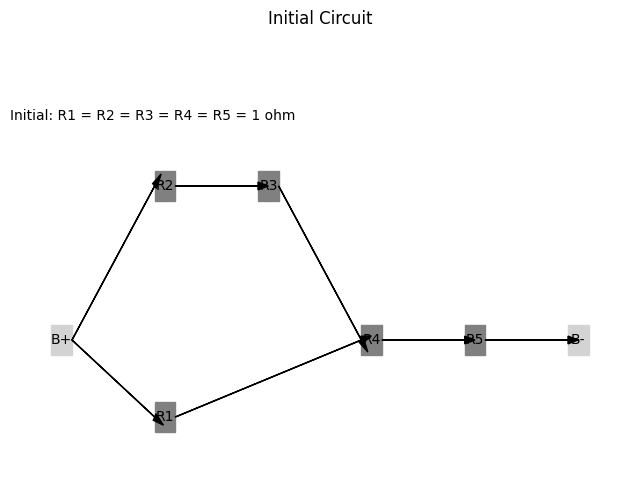 Initial Circuit
Initial: R1 = R2 = R3 = R4 = R5 = 1 ohm
R2
R3
B+
R4
R5
B-
R1